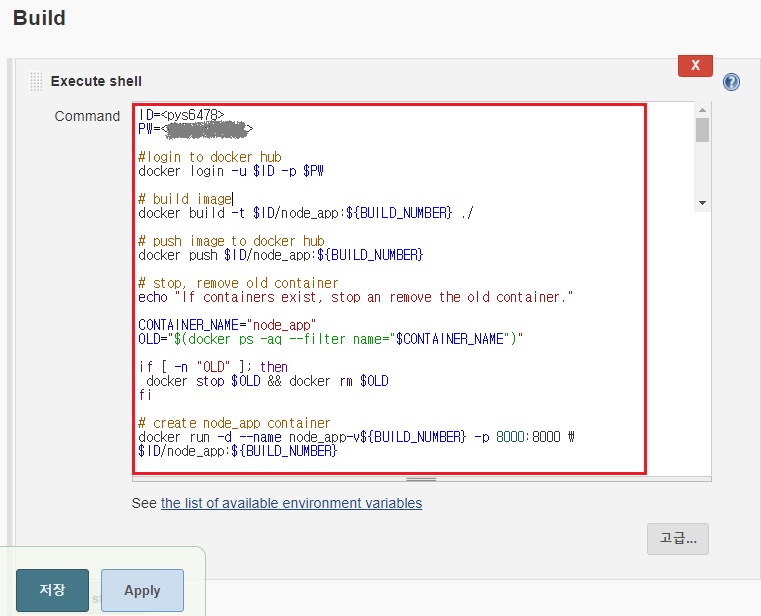 Build
X
Execute shell
?
Command
ID=<pys6478>
PW=< >
#login to docker hub
docker login -u $ID -p $PW
# build image
docker build -t $ID/node_app:${BUILD_NUMBER} ./
# push image to docker hub
docker push $ID/node_app:${BUILD_NUMBER}
# stop, remove old container
echo "If containers exist, stop an remove the old container."
CONTAINER_NAME="node_app"
OLD="$(docker ps -aq --filter name="$CONTAINER_NAME")"
if [ -n "OLD" ]; then
docker stop $OLD && docker rm $OLD
fi
# create node_app container
docker run -d --name node_app-v${BUILD_NUMBER} -p 8000:8000 ₩
$ID/node_app:${BUILD_NUMBER}
See the list of available environment variables
고급...
저장
Apply